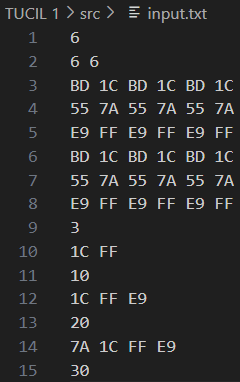 TUCIL 1 > src > input.txt
1 6
2 6 6
3 BD 1C BD 1C BD 1C
4 55 7A 55 7A 55 7A
5 E9 FF E9 FF E9 FF
6 BD 1C BD 1C BD 1C
7 55 7A 55 7A 55 7A
8 E9 FF E9 FF E9 FF
9 3
10 1C FF
11 10
12 1C FF E9
13 20
14 7A 1C FF E9
15 30